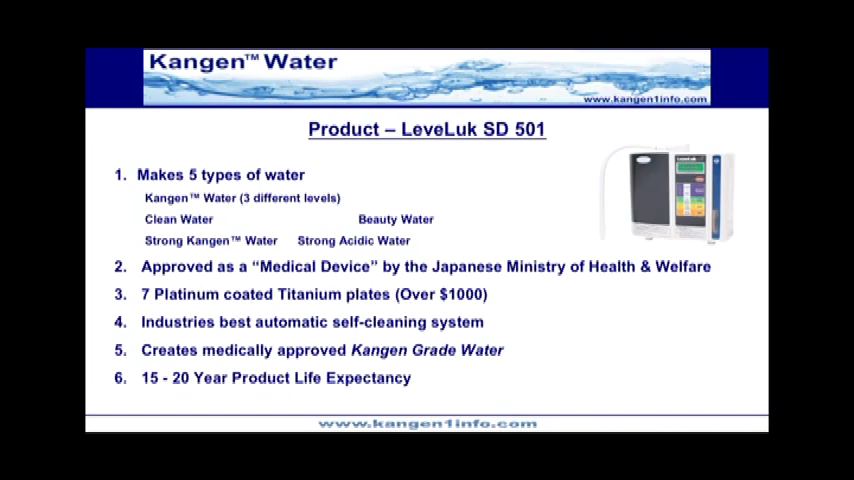 Kangen™ Water
www.kangen1info.com
Product – LeveLuk SD 501
1. Makes 5 types of water
Kangen™ Water (3 different levels)
Clean Water Beauty Water
Strong Kangen™ Water Strong Acidic Water
2. Approved as a “Medical Device” by the Japanese Ministry of Health & Welfare
3. 7 Platinum coated Titanium plates (Over $1000)
4. Industries best automatic self-cleaning system
5. Creates medically approved Kangen Grade Water
6. 15 - 20 Year Product Life Expectancy
www.kangen1info.com